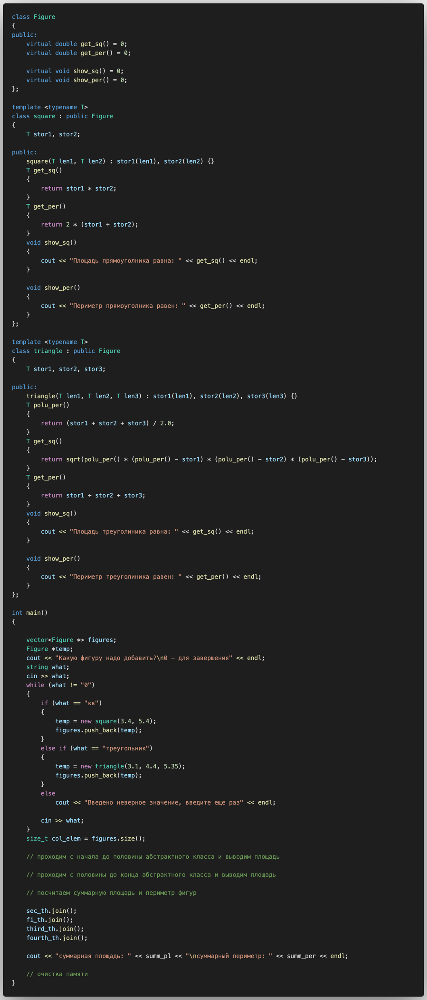 class Figure
{
public:
    virtual double get_sq() = 0;
    virtual double get_per() = 0;

    virtual void show_sq() = 0;
    virtual void show_per() = 0;
};

template <typename T>
class square : public Figure
{
    T stor1, stor2;

public:
    square(T len1, T len2) : stor1(len1), stor2(len2) {}
    T get_sq()
    {
        return stor1 * stor2;
    }
    T get_per()
    {
        return 2 * (stor1 + stor2);
    }
    void show_sq()
    {
        cout << "Площадь прямоуголника равна: " << get_sq() << endl;
    }

    void show_per()
    {
        cout << "Периметр прямоуголника равен: " << get_per() << endl;
    }
};

template <typename T>
class triangle : public Figure
{
    T stor1, stor2, stor3;

public:
    triangle(T len1, T len2, T len3) : stor1(len1), stor2(len2), stor3(len3) {}
    T polu_per()
    {
        return (stor1 + stor2 + stor3) / 2.0;
    }
    T get_sq()
    {
        return sqrt(polu_per() * (polu_per() - stor1) * (polu_per() - stor2) * (polu_per() - stor3));
    }
    T get_per()
    {
        return stor1 + stor2 + stor3;
    }
    void show_sq()
    {
        cout << "Площадь треуголиника равна: " << get_sq() << endl;
    }

    void show_per()
    {
        cout << "Периметр треуголиника равен: " << get_per() << endl;
    }
};

int main()
{

    vector<Figure *> figures;
    Figure *temp;
    cout << "Какую фигуру надо добавить?\n0 - для завершения" << endl;
    string what;
    cin >> what;
    while (what != "0")
    {
        if (what == "кв")
        {
            temp = new square(3.4, 5.4);
            figures.push_back(temp);
        }
        else if (what == "треугольник")
        {
            temp = new triangle(3.1, 4.4, 5.35);
            figures.push_back(temp);
        }
        else
            cout << "Введено неверное значение, введите еще раз" << endl;

        cin >> what;
    }
    size_t col_elem = figures.size();

    // проходим с начала до половины абстрактного класса и выводим площадь

    // проходим с половины до конца абстрактного класса и выводим площадь

    // посчитаем суммарную площадь и периметр фигур

    sec_th.join();
    fi_th.join();
    third_th.join();
    fourth_th.join();

    cout << "суммарная площадь: " << summ_pl << "\nсуммарный периметр: " << summ_per << endl;

    // очистка памяти
}